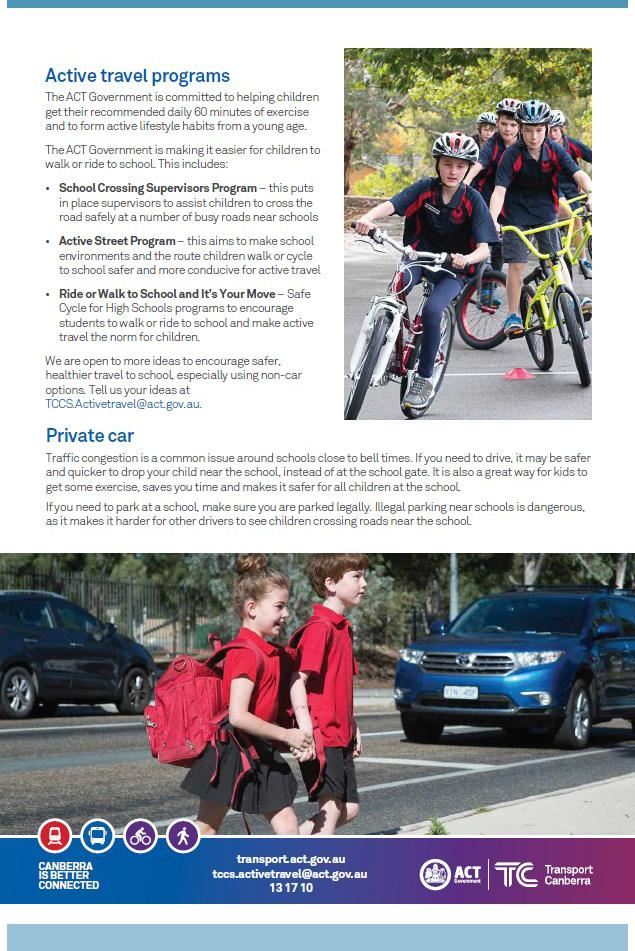 Active travel programs
The ACT Government is committed to helping children
get their recommended daily 60 minutes of exercise
and to form active lifestyle habits from a young age.
The ACT Government is making it easier for children to
walk or ride to school. This includes:
• School Crossing Supervisors Program – this puts
in place supervisors to assist children to cross the
road safely at a number of busy roads near schools
• Active Street Program – this aims to make school
environments and the route children walk or cycle
to school safer and more conducive for active travel
• Ride or Walk to School and It's Your Move – Safe
Cycle for High Schools programs to encourage
students to walk or ride to school and make active
travel the norm for children.
We are open to more ideas to encourage safer,
healthier travel to school, especially using non-car
options. Tell us your ideas at
TCCS.Activetravel@act.gov.au.
Private car
Traffic congestion is a common issue around schools close to bell times. If you need to drive, it may be safer
and quicker to drop your child near the school, instead of at the school gate. It is also a great way for kids to
get some exercise, saves you time and makes it safer for all children at the school.
If you need to park at a school, make sure you are parked legally. Illegal parking near schools is dangerous,
as it makes it harder for other drivers to see children crossing roads near the school.
CANBERRA
IS BETTER
CONNECTED
transport.act.gov.au
tccs.activetravel@act.gov.au
13 17 10
ACT
Government
TC
Transport
Canberra